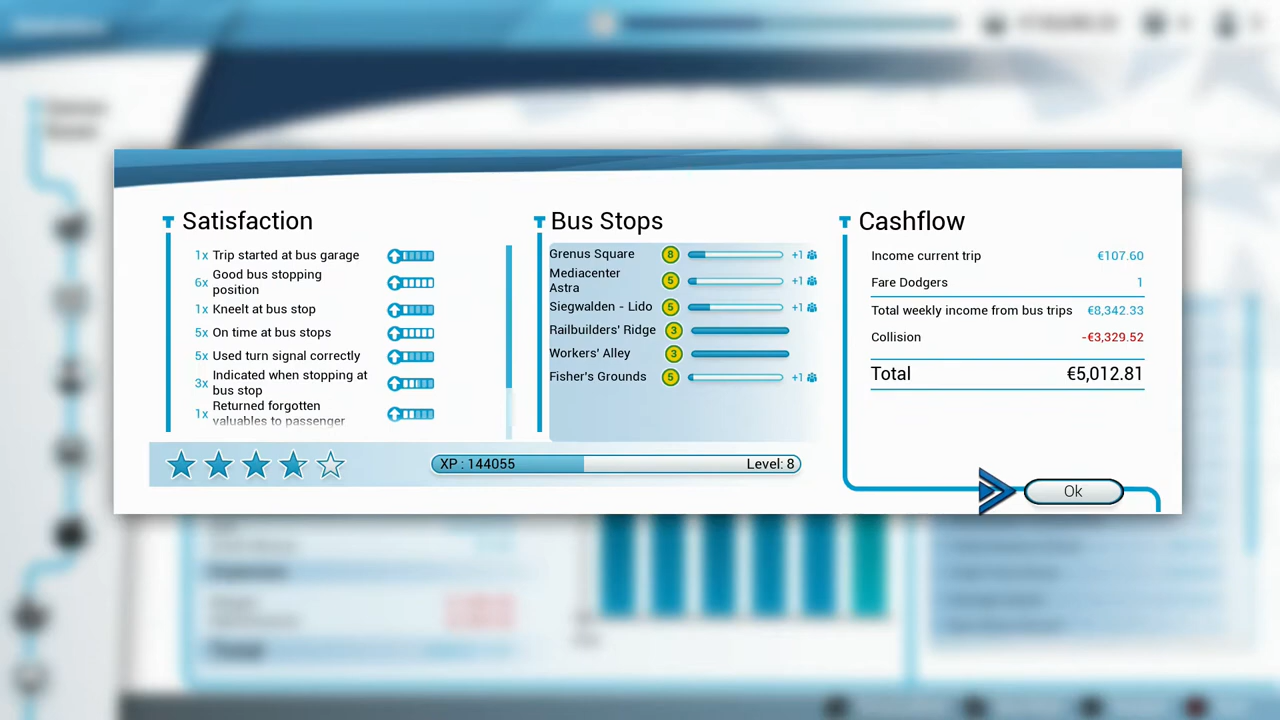 Satisfaction
1x Trip started at bus garage
6x Good bus stopping
position
1x Kneelt at bus stop
5x On time at bus stops
5x Used turn signal correctly
3x Indicated when stopping at
bus stop
1x Returned forgotten
valuables to passenger
XP : 144055 Level: 8
Bus Stops
Grenus Square 8 +1
Mediacenter
Astra 5 +1
Siegwalden - Lido 5 +1
Railbuilders' Ridge 3
Workers' Alley 3
Fisher's Grounds 5 +1
Cashflow
Income current trip €107.60
Fare Dodgers 1
Total weekly income from bus trips €8,342.33
Collision -€3,329.52
Total €5,012.81
Ok